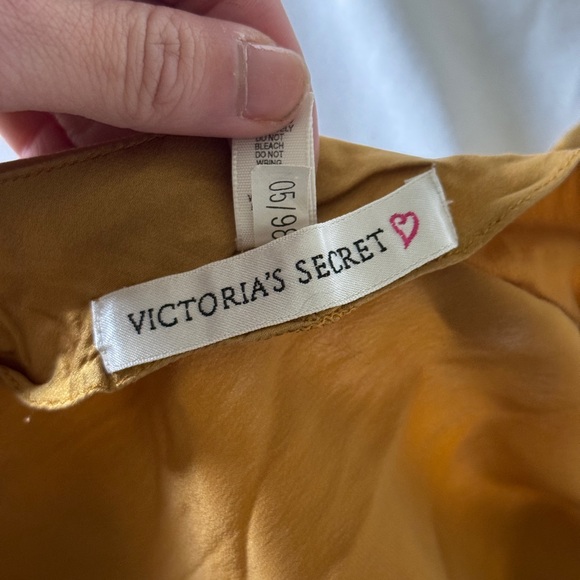 DO NOT
BLEACH
DO NOT
WRING
05/98
VICTORIA'S SECRET